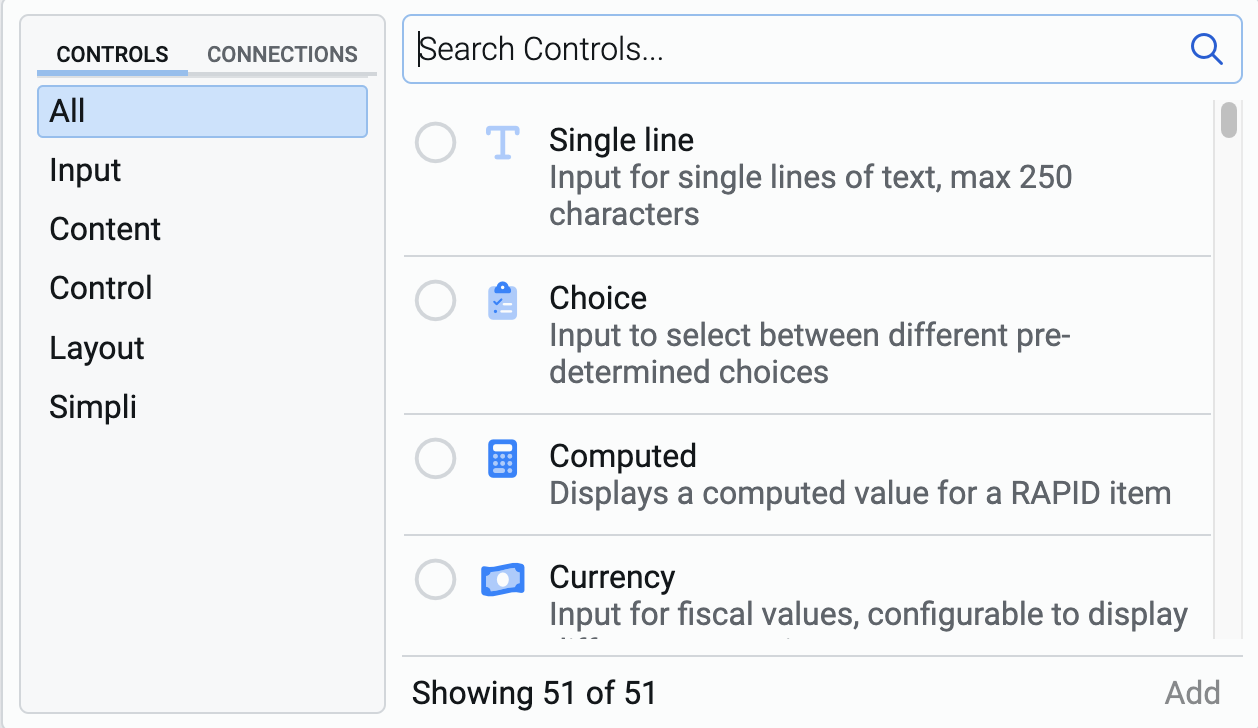 CONTROLS CONNECTIONS
All
Input
Content
Control
Layout
Simpli
Search Controls...
Single line
Input for single lines of text, max 250
characters
Choice
Input to select between different pre-
determined choices
Computed
Displays a computed value for a RAPID item
Currency
Input for fiscal values, configurable to display
Showing 51 of 51
Add